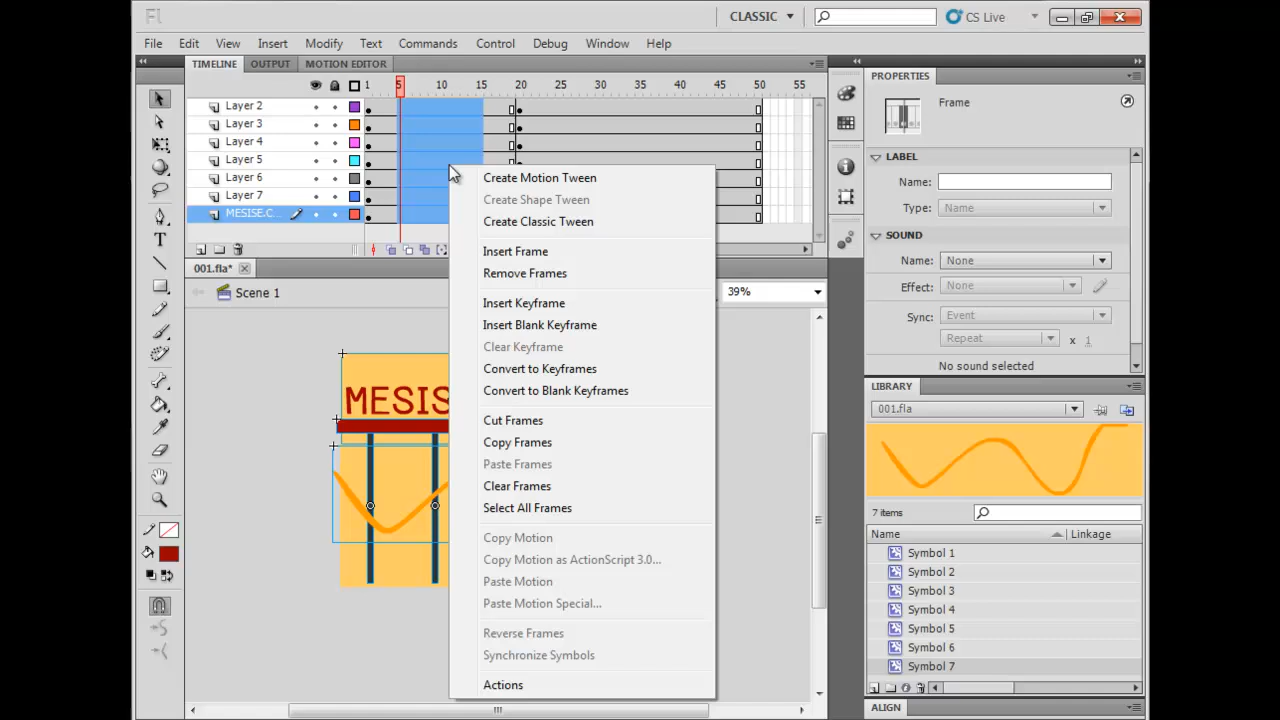 Fl CLASSIC CS Live
File Edit View Insert Modify Text Commands Control Debug Window Help
TIMELINE OUTPUT MOTION EDITOR
1 5 10 15 20 25 30 35 40 45 50 55
Layer 2
Layer 3
Layer 4
Layer 5
Layer 6
Layer 7
MESISE.C...
001.fla*
Scene 1
39%
MESIS
Create Motion Tween
Create Shape Tween
Create Classic Tween
Insert Frame
Remove Frames
Insert Keyframe
Insert Blank Keyframe
Clear Keyframe
Convert to Keyframes
Convert to Blank Keyframes
Cut Frames
Copy Frames
Paste Frames
Clear Frames
Select All Frames
Copy Motion
Copy Motion as ActionScript 3.0...
Paste Motion
Paste Motion Special...
Reverse Frames
Synchronize Symbols
Actions
PROPERTIES
Frame
LABEL
Name:
Type: Name
SOUND
Name: None
Effect: None
Sync: Event
Repeat x 1
No sound selected
LIBRARY
001.fla
7 items
Name Linkage
Symbol 1
Symbol 2
Symbol 3
Symbol 4
Symbol 5
Symbol 6
Symbol 7
ALIGN